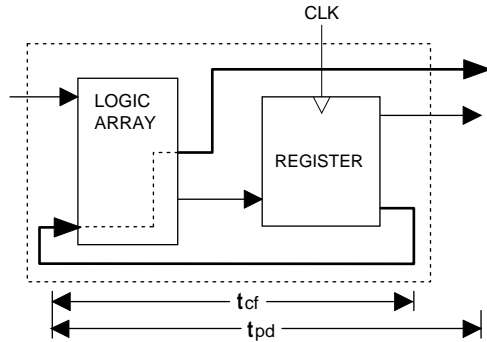 CLK
LOGIC
ARRAY
REGISTER
tcf
tpd